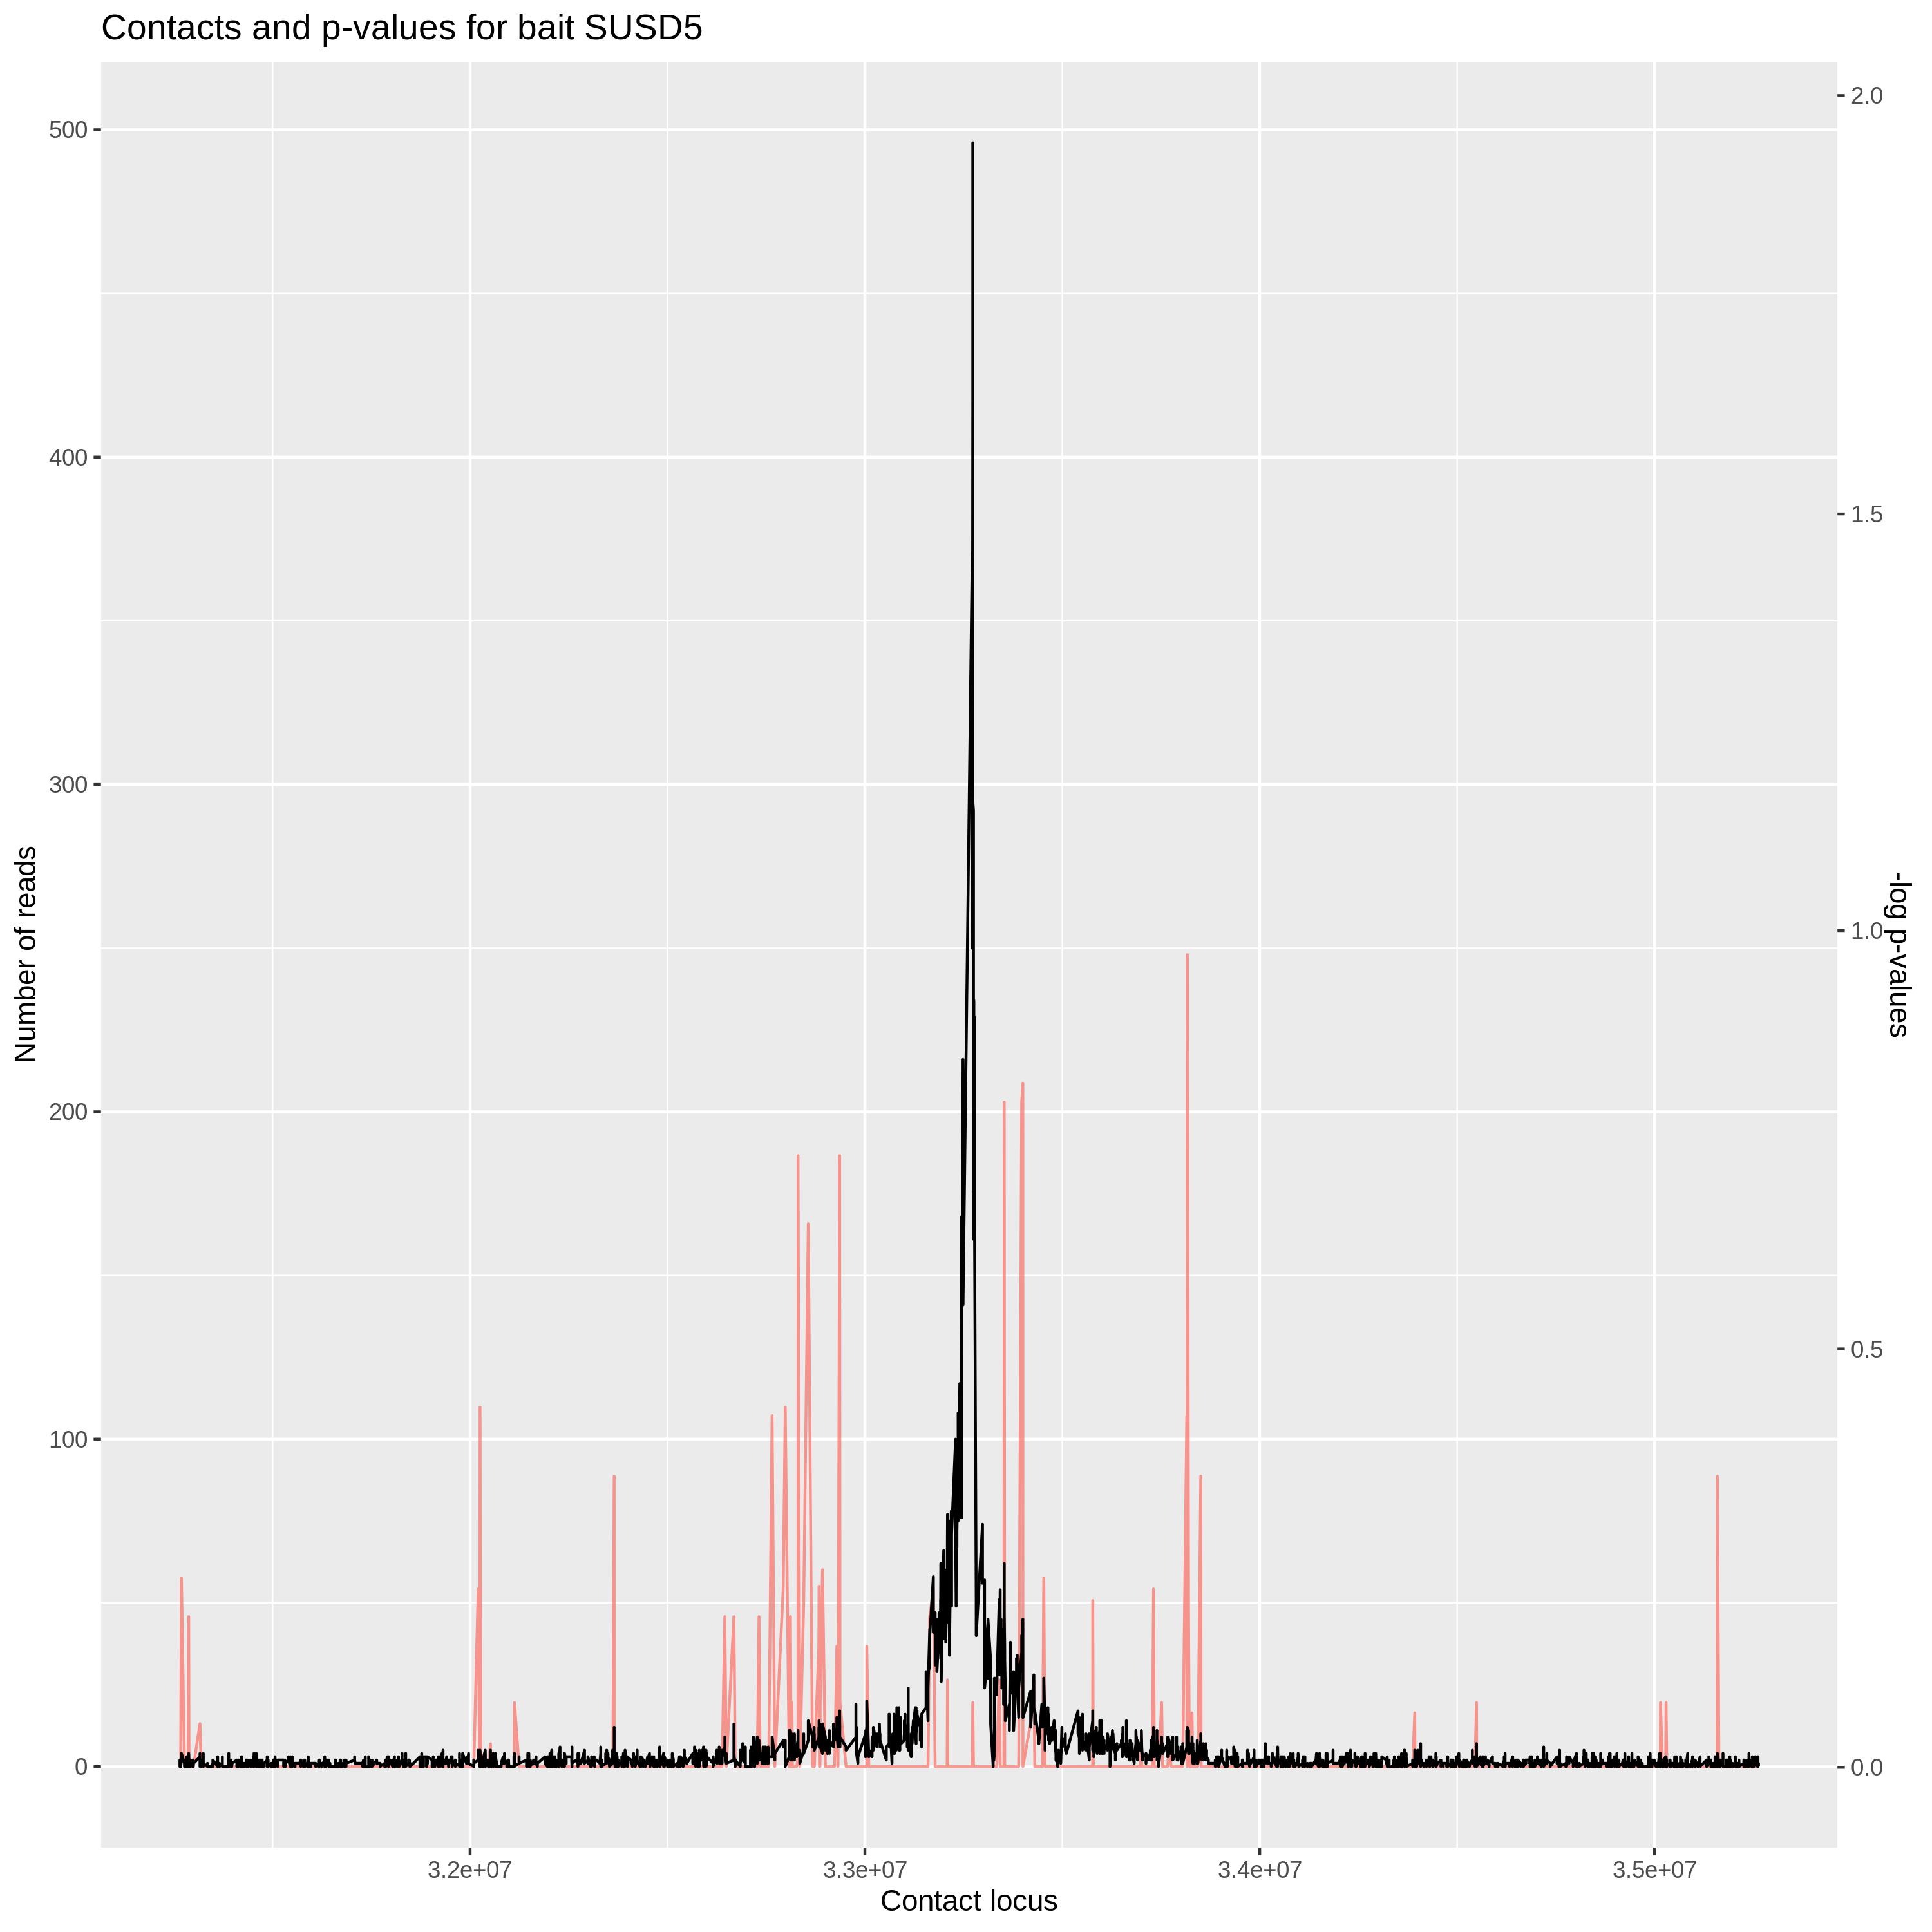 Contacts and p-values for bait SUSD5
500
400
300
200
100
0
Number of reads
2.0
1.5
1.0
0.5
0.0
-log p-values
3.2e+07
3.3e+07
3.4e+07
3.5e+07
Contact locus